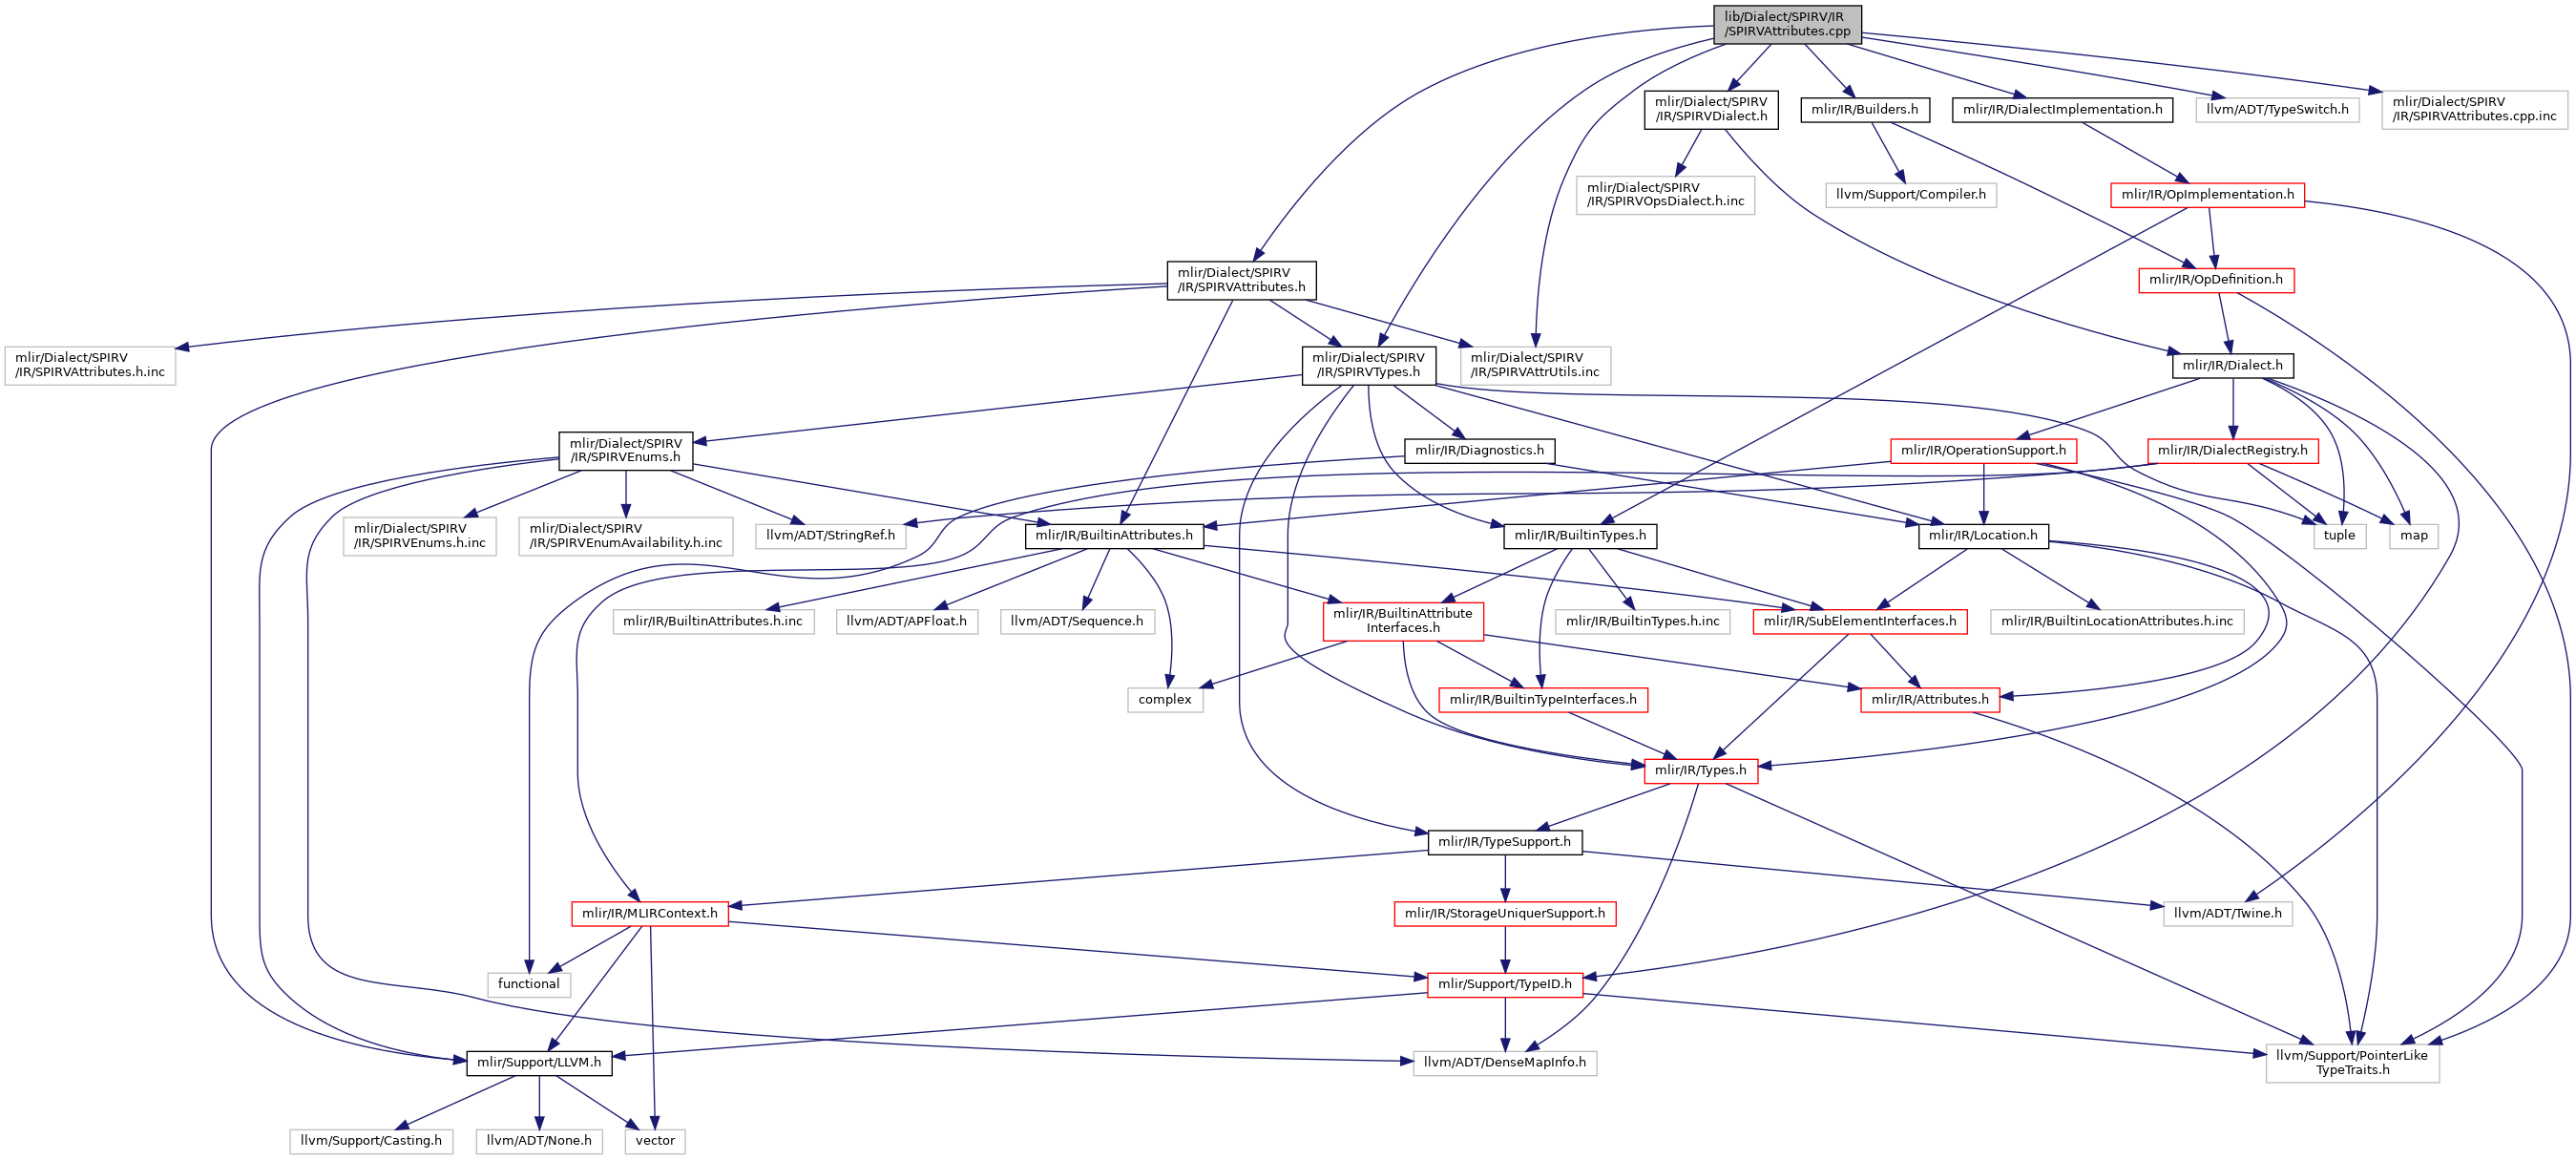 lib/Dialect/SPIRV/IR
/SPIRVAttributes.cpp
mlir/Dialect/SPIRV
/IR/SPIRVDialect.h
mlir/IR/Builders.h
mlir/IR/DialectImplementation.h
llvm/ADT/TypeSwitch.h
mlir/Dialect/SPIRV
/IR/SPIRVAttributes.cpp.inc
mlir/Dialect/SPIRV
/IR/SPIRVOpsDialect.h.inc
llvm/Support/Compiler.h
mlir/IR/OpImplementation.h
mlir/Dialect/SPIRV
/IR/SPIRVAttributes.h
mlir/IR/OpDefinition.h
mlir/Dialect/SPIRV
/IR/SPIRVAttributes.h.inc
mlir/Dialect/SPIRV
/IR/SPIRVTypes.h
mlir/Dialect/SPIRV
/IR/SPIRVAttrUtils.inc
mlir/IR/Dialect.h
mlir/Dialect/SPIRV
/IR/SPIRVEnums.h
mlir/IR/Diagnostics.h
mlir/IR/OperationSupport.h
mlir/IR/DialectRegistry.h
mlir/Dialect/SPIRV
/IR/SPIRVEnums.h.inc
mlir/Dialect/SPIRV
/IR/SPIRVEnumAvailability.h.inc
llvm/ADT/StringRef.h
mlir/IR/BuiltinAttributes.h
mlir/IR/BuiltinTypes.h
mlir/IR/Location.h
tuple
map
mlir/IR/BuiltinAttributes.h.inc
llvm/ADT/APFloat.h
llvm/ADT/Sequence.h
mlir/IR/BuiltinAttribute
Interfaces.h
mlir/IR/BuiltinTypes.h.inc
mlir/IR/SubElementInterfaces.h
mlir/IR/BuiltinLocationAttributes.h.inc
complex
mlir/IR/BuiltinTypeInterfaces.h
mlir/IR/Attributes.h
mlir/IR/Types.h
mlir/IR/TypeSupport.h
mlir/IR/MLIRContext.h
mlir/IR/StorageUniquerSupport.h
llvm/ADT/Twine.h
functional
mlir/Support/TypeID.h
mlir/Support/LLVM.h
llvm/ADT/DenseMapInfo.h
llvm/Support/PointerLike
TypeTraits.h
llvm/Support/Casting.h
llvm/ADT/None.h
vector